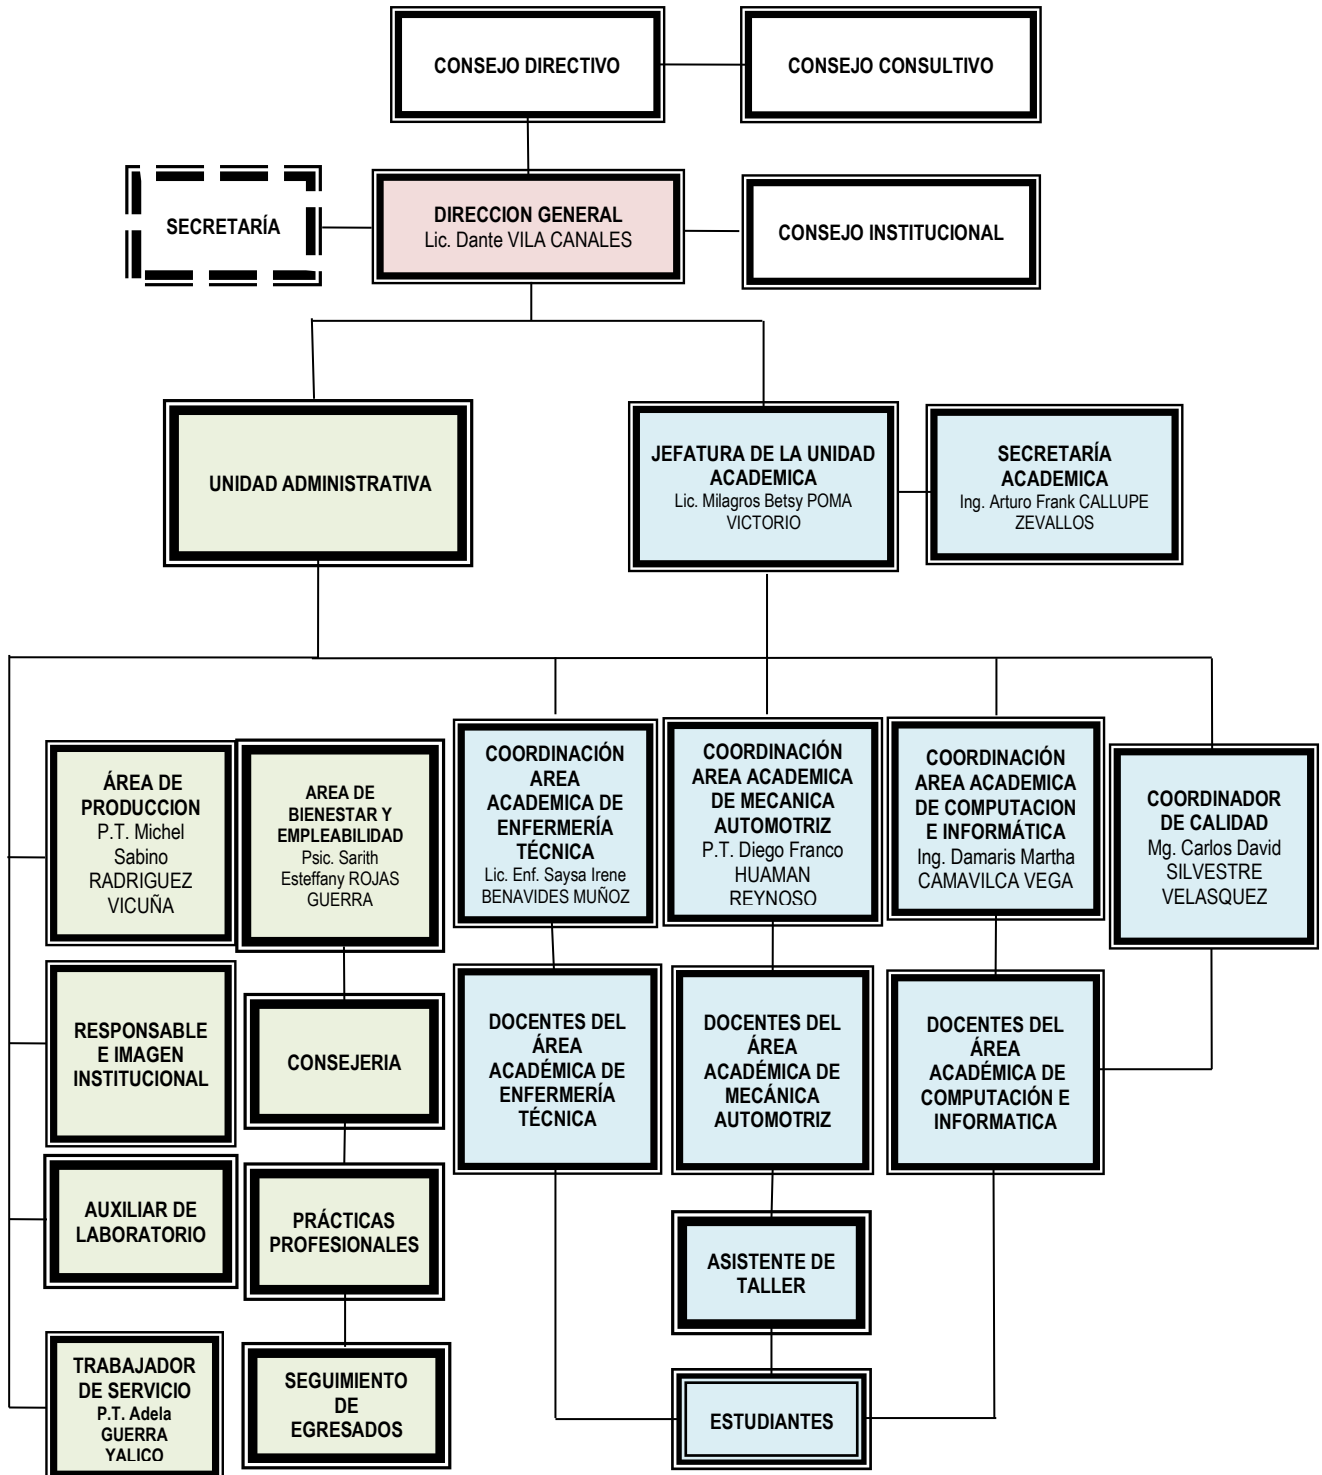 CONSEJO DIRECTIVO
CONSEJO CONSULTIVO
SECRETARÍA
DIRECCION GENERAL
Lic. Dante VILA CANALES
CONSEJO INSTITUCIONAL
UNIDAD ADMINISTRATIVA
JEFATURA DE LA UNIDAD
ACADEMICA
Lic. Milagros Betsy POMA
VICTORIO
SECRETARÍA
ACADEMICA
Ing. Arturo Frank CALLUPE
ZEVALLOS
ÁREA DE
PRODUCCION
P.T. Michel
Sabino
RADRIGUEZ
VICUÑA
AREA DE
BIENESTAR Y
EMPLEABILIDAD
Psic. Sarith
Esteffany ROJAS
GUERRA
COORDINACIÓN
AREA
ACADEMICA DE
ENFERMERÍA
TÉCNICA
Lic. Enf. Saysa Irene
BENAVIDES MUÑOZ
COORDINACIÓN
AREA ACADEMICA
DE MECANICA
AUTOMOTRIZ
P.T. Diego Franco
HUAMAN
REYNOSO
COORDINACIÓN
AREA ACADEMICA
DE COMPUTACION
E INFORMÁTICA
Ing. Damaris Martha
CAMAVILCA VEGA
COORDINADOR
DE CALIDAD
Mg. Carlos David
SILVESTRE
VELASQUEZ
RESPONSABLE
E IMAGEN
INSTITUCIONAL
CONSEJERIA
DOCENTES DEL
ÁREA
ACADÉMICA DE
ENFERMERÍA
TÉCNICA
DOCENTES DEL
ÁREA
ACADÉMICA DE
MECÁNICA
AUTOMOTRIZ
DOCENTES DEL
ÁREA
ACADÉMICA DE
COMPUTACIÓN E
INFORMATICA
AUXILIAR DE
LABORATORIO
PRÁCTICAS
PROFESIONALES
ASISTENTE DE
TALLER
TRABAJADOR
DE SERVICIO
P.T. Adela
GUERRA
YALICO
SEGUIMIENTO
DE
EGRESADOS
ESTUDIANTES